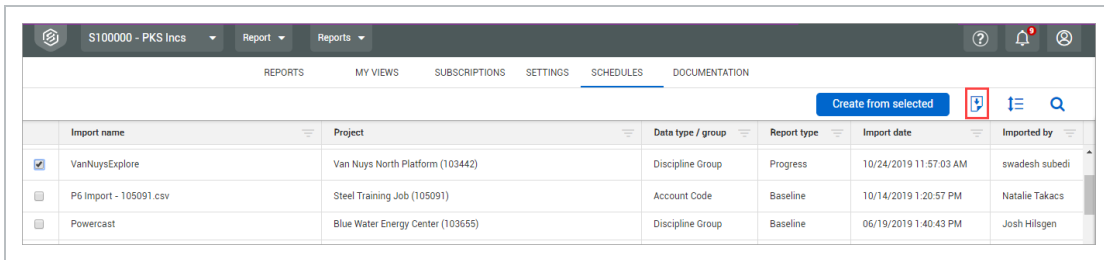 S100000 - PKS Incs Report Reports 9
REPORTS MY VIEWS SUBSCRIPTIONS SETTINGS SCHEDULES DOCUMENTATION
Create from selected
Import name Project Data type / group Report type Import date Imported by
VanNuysExplore Van Nuys North Platform (103442) Discipline Group Progress 10/24/2019 11:57:03 AM swadesh subedi
P6 Import - 105091.csv Steel Training Job (105091) Account Code Baseline 10/14/2019 1:20:57 PM Natalie Takacs
Powercast Blue Water Energy Center (103655) Discipline Group Baseline 06/19/2019 1:40:43 PM Josh Hilsgen